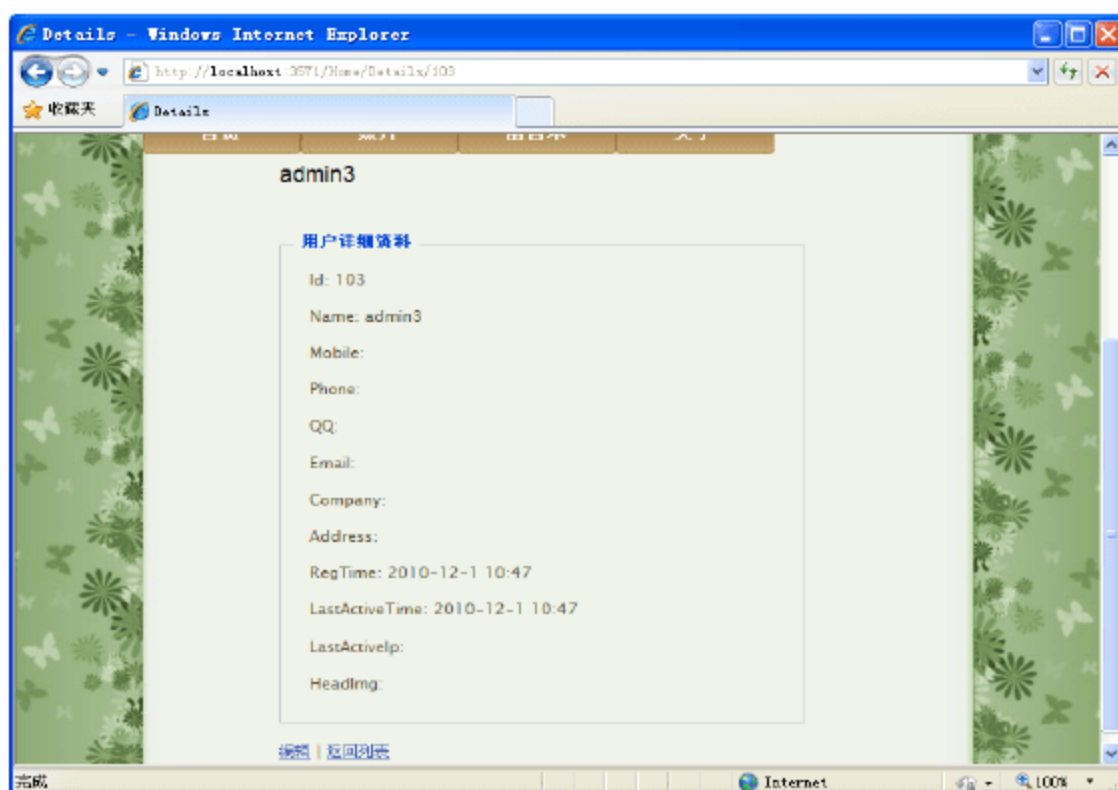 Details - Windows Internet Explorer
http://localhost:3571/Home/Details/103
收藏夹 Details
admin3
用户详细资料
Id: 103
Name: admin3
Mobile:
Phone:
QQ:
Email:
Company:
Address:
RegTime: 2010-12-1 10:47
LastActiveTime: 2010-12-1 10:47
LastActiveIp:
HeadImg:
编辑 | 返回列表
完成 Internet 100%